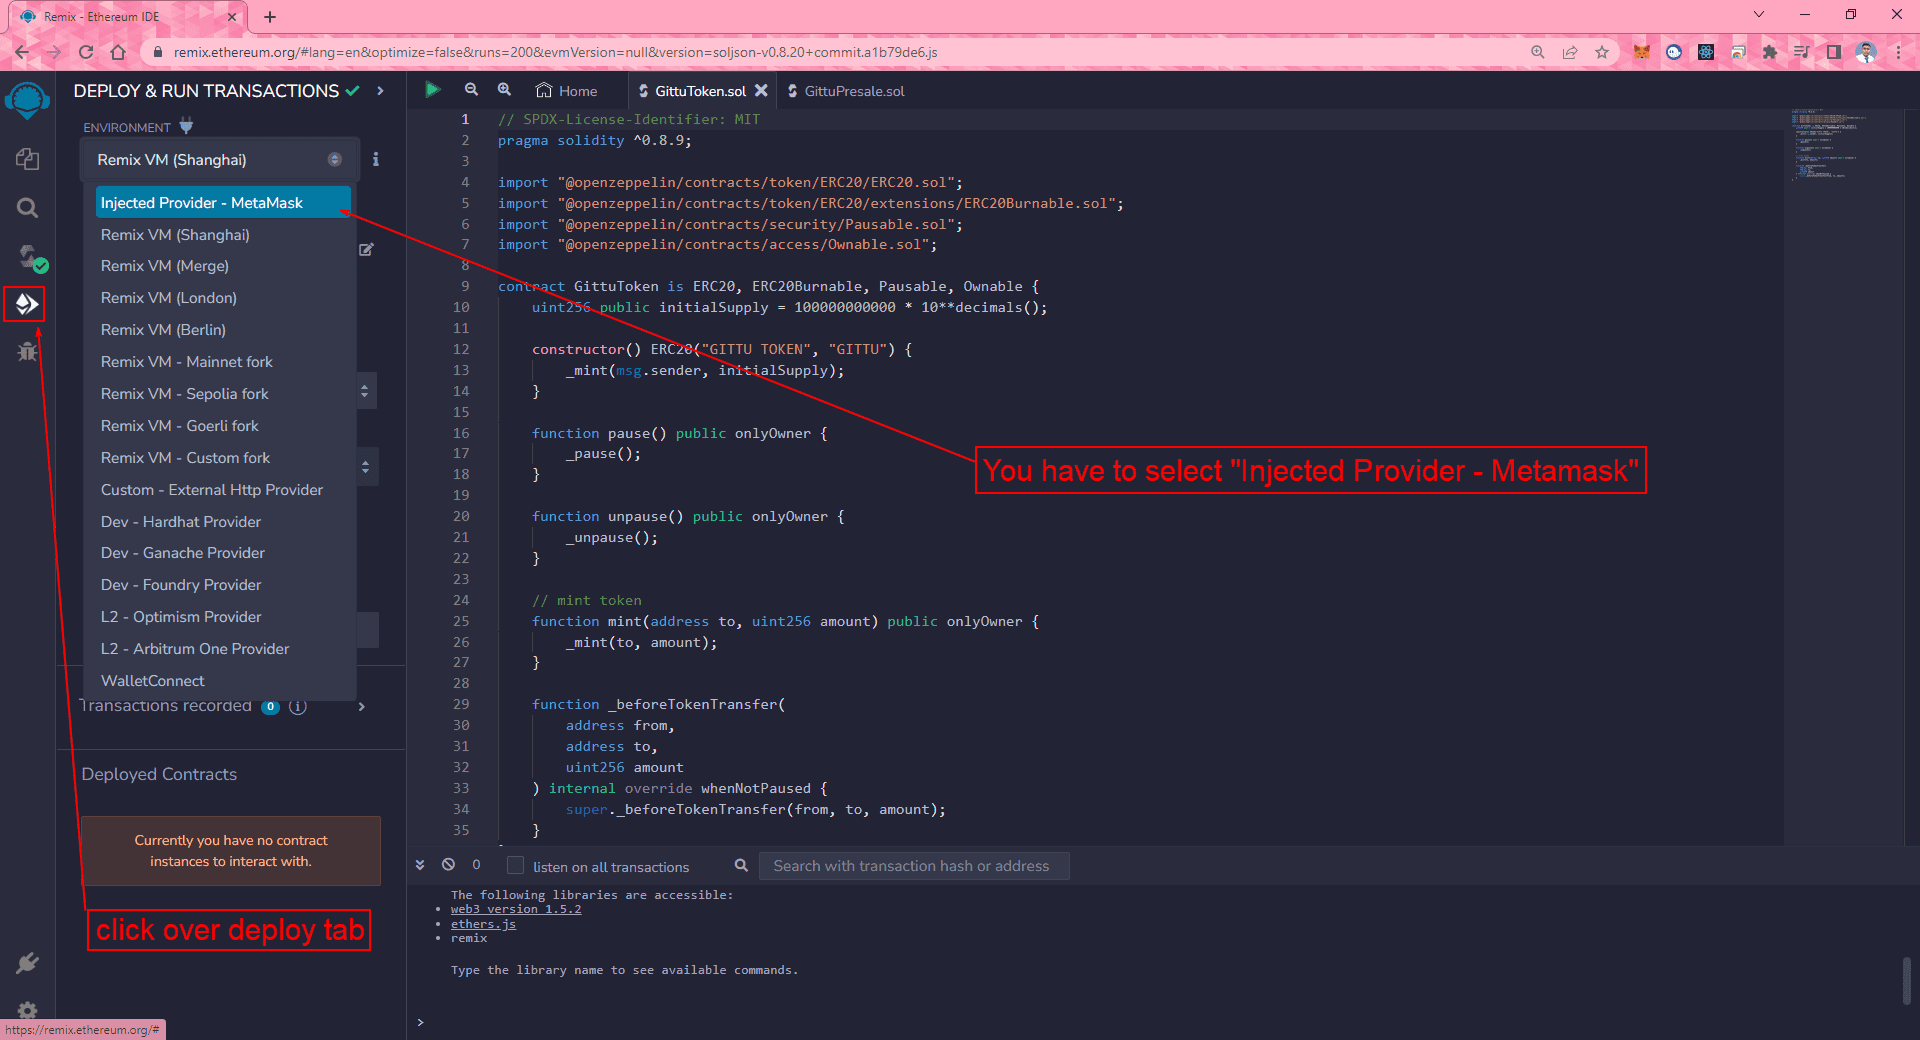 Remix - Ethereum IDE
remix.ethereum.org/#lang=en&optimize=false&runs=200&evmVersion=null&version=soljson-v0.8.20+commit.a1b79de6.js
DEPLOY & RUN TRANSACTIONS
ENVIRONMENT
Remix VM (Shanghai)
Injected Provider - MetaMask
Remix VM (Shanghai)
Remix VM (Merge)
Remix VM (London)
Remix VM (Berlin)
Remix VM - Mainnet fork
Remix VM - Sepolia fork
Remix VM - Goerli fork
Remix VM - Custom fork
Custom - External Http Provider
Dev - Hardhat Provider
Dev - Ganache Provider
Dev - Foundry Provider
L2 - Optimism Provider
L2 - Arbitrum One Provider
WalletConnect
Transactions recorded 0 i
Deployed Contracts
Currently you have no contract
instances to interact with.
click over deploy tab
https://remix.ethereum.org/#
Home GittuToken.sol GittuPresale.sol
1 // SPDX-License-Identifier: MIT
2 pragma solidity ^0.8.9;
3
4 import "@openzeppelin/contracts/token/ERC20/ERC20.sol";
5 import "@openzeppelin/contracts/token/ERC20/extensions/ERC20Burnable.sol";
6 import "@openzeppelin/contracts/security/Pausable.sol";
7 import "@openzeppelin/contracts/access/Ownable.sol";
8
9 contract GittuToken is ERC20, ERC20Burnable, Pausable, Ownable {
10 uint256 public initialSupply = 100000000000 * 10**decimals();
11
12 constructor() ERC20("GITTU TOKEN", "GITTU") {
13 _mint(msg.sender, initialSupply);
14 }
15
16 function pause() public onlyOwner {
17 _pause();
18 }
19
20 function unpause() public onlyOwner {
21 _unpause();
22 }
23
24 // mint token
25 function mint(address to, uint256 amount) public onlyOwner {
26 _mint(to, amount);
27 }
28
29 function _beforeTokenTransfer(
30 address from,
31 address to,
32 uint256 amount
33 ) internal override whenNotPaused {
34 super._beforeTokenTransfer(from, to, amount);
35 }
You have to select "Injected Provider - Metamask"
0 listen on all transactions Search with transaction hash or address
The following libraries are accessible:
• web3 version 1.5.2
• ethers.js
• remix
Type the library name to see available commands.
>